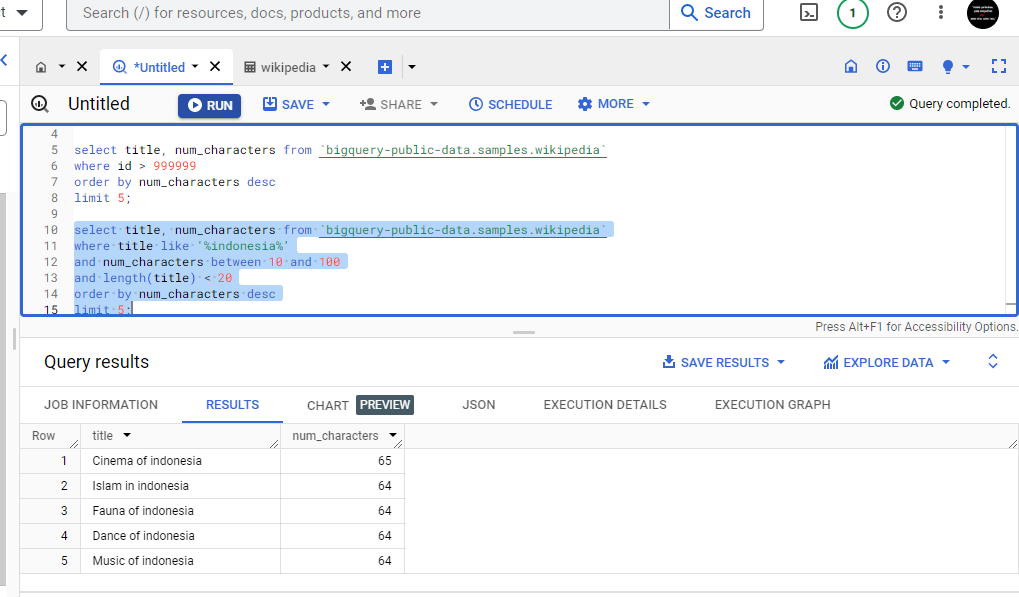 t
Search (/) for resources, docs, products, and more
Search
1
*Untitled
wikipedia
Untitled
RUN
SAVE
SHARE
SCHEDULE
MORE
Query completed.
4
5 select title, num_characters from `bigquery-public-data.samples.wikipedia`
6 where id > 999999
7 order by num_characters desc
8 limit 5;
9
10 select title, num_characters from `bigquery-public-data.samples.wikipedia`
11 where title like '%indonesia%'
12 and num_characters between 10 and 100
13 and length(title) < 20
14 order by num_characters desc
15 limit 5;
Press Alt+F1 for Accessibility Options.
Query results
SAVE RESULTS
EXPLORE DATA
JOB INFORMATION
RESULTS
CHART PREVIEW
JSON
EXECUTION DETAILS
EXECUTION GRAPH
Row title num_characters
1 Cinema of indonesia 65
2 Islam in indonesia 64
3 Fauna of indonesia 64
4 Dance of indonesia 64
5 Music of indonesia 64